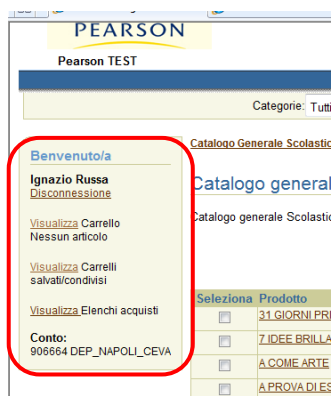 PEARSON
Pearson TEST
Categorie: Tutti
Benvenuto/a
Ignazio Russa
Disconnessione
Visualizza Carrello
Nessun articolo
Visualizza Carrelli
salvati/condivisi
Visualizza Elenchi acquisti
Conto:
906664 DEP_NAPOLI_CEVA
Catalogo Generale Scolastic
Catalogo general
Catalogo generale Scolastic
Seleziona Prodotto
31 GIORNI PRI
7 IDEE BRILLA
A COME ARTE
A PROVA DI ES